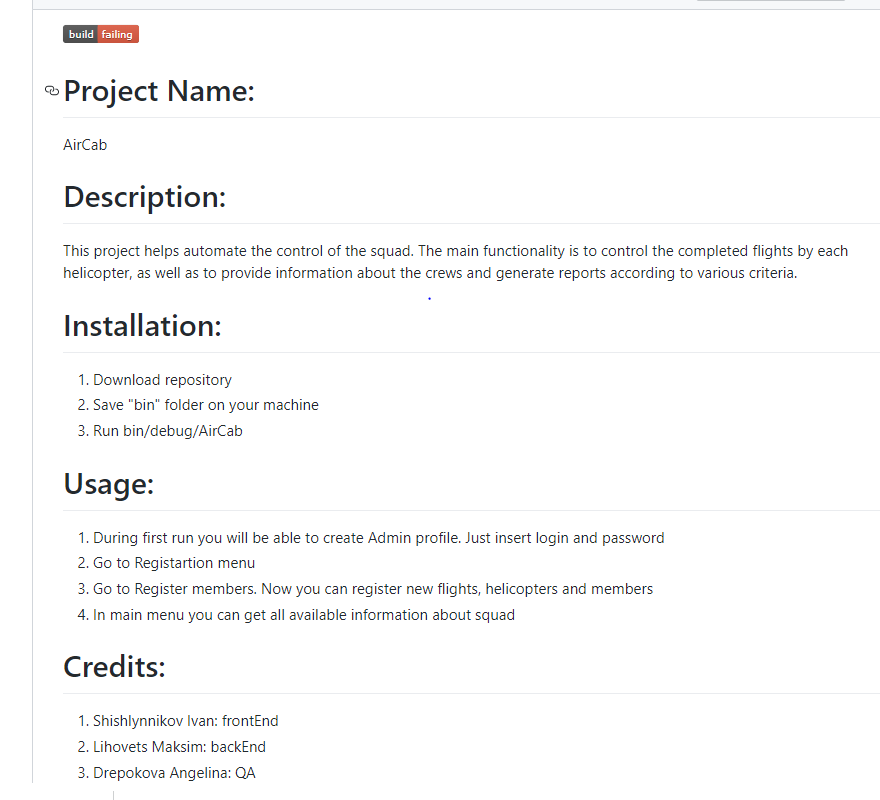 build failing
Project Name:
AirCab
Description:
This project helps automate the control of the squad. The main functionality is to control the completed flights by each
helicopter, as well as to provide information about the crews and generate reports according to various criteria.
Installation:
1. Download repository
2. Save "bin" folder on your machine
3. Run bin/debug/AirCab
Usage:
1. During first run you will be able to create Admin profile. Just insert login and password
2. Go to Registartion menu
3. Go to Register members. Now you can register new flights, helicopters and members
4. In main menu you can get all available information about squad
Credits:
1. Shishlynnikov Ivan: frontEnd
2. Lihovets Maksim: backEnd
3. Drepokova Angelina: QA